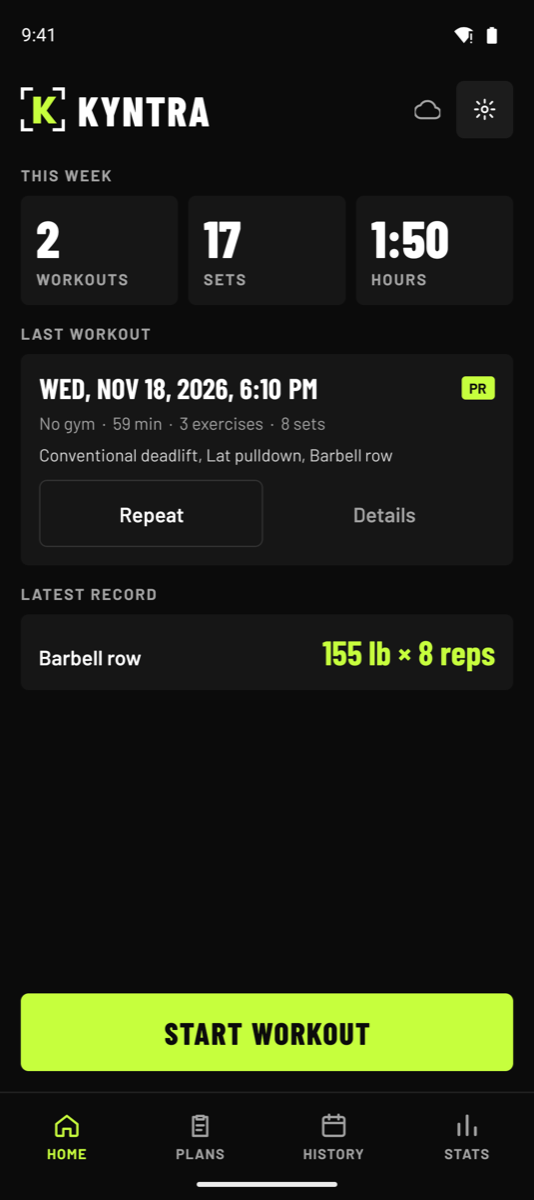 9:41
K KYNTRA
THIS WEEK
2 17 1:50
WORKOUTS SETS HOURS
LAST WORKOUT
WED, NOV 18, 2026, 6:10 PM PR
No gym · 59 min · 3 exercises · 8 sets
Conventional deadlift, Lat pulldown, Barbell row
Repeat Details
LATEST RECORD
Barbell row 155 lb × 8 reps
START WORKOUT
HOME PLANS HISTORY STATS